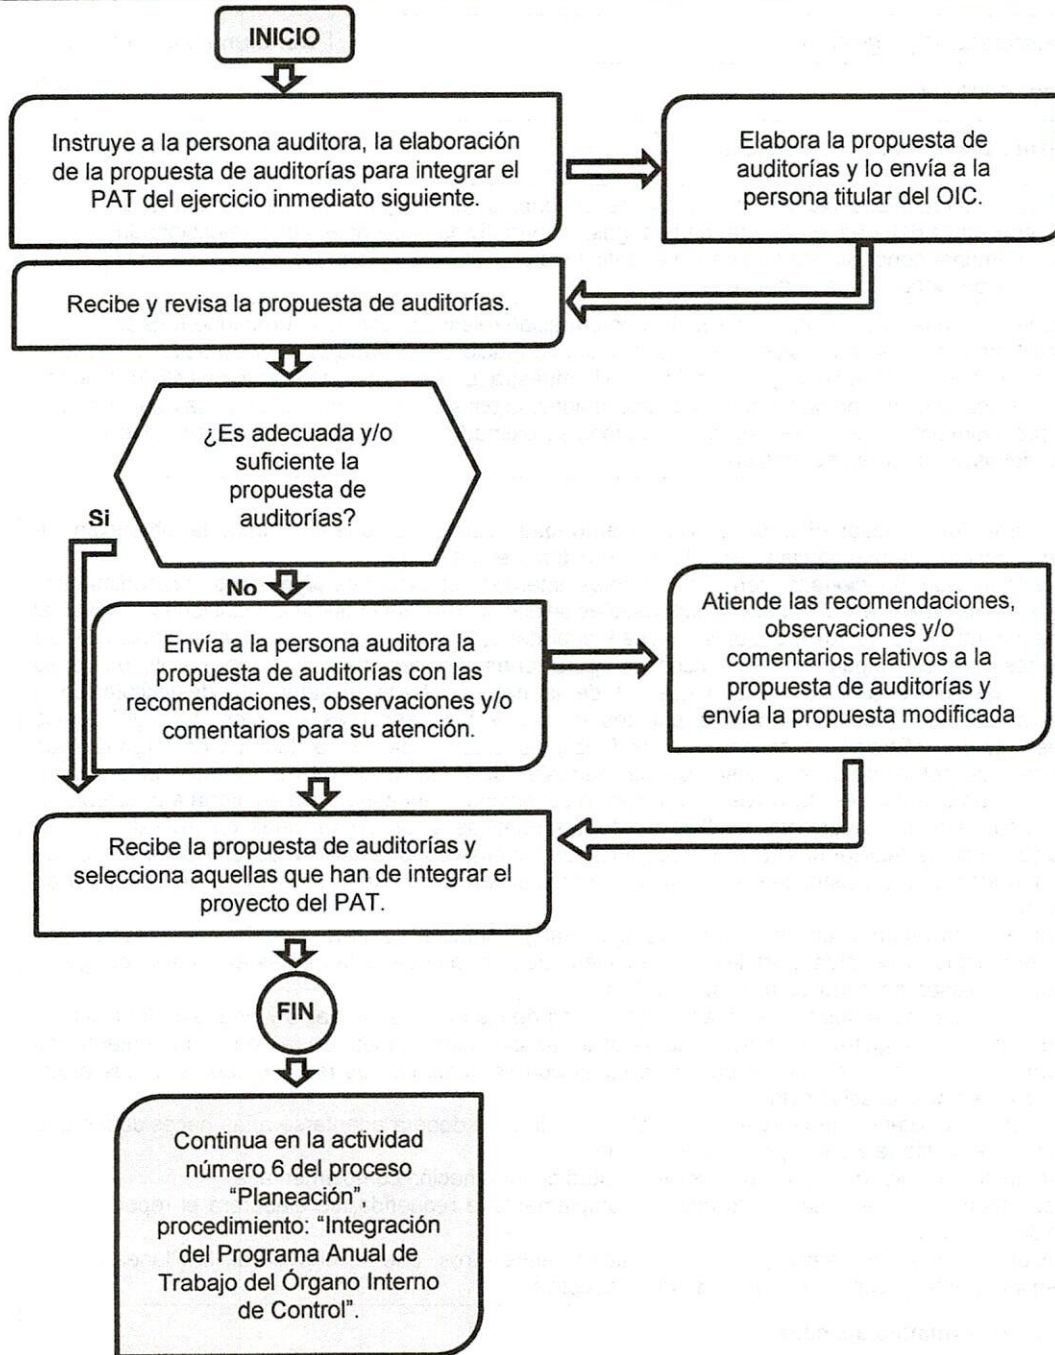 INICIO
Instruye a la persona auditora, la elaboración
de la propuesta de auditorías para integrar el
PAT del ejercicio inmediato siguiente.
Elabora la propuesta de
auditorías y lo envía a la
persona titular del OIC.
Recibe y revisa la propuesta de auditorías.
¿Es adecuada y/o
suficiente la
propuesta de
auditorías?
Si
No
Envía a la persona auditora la
propuesta de auditorías con las
recomendaciones, observaciones y/o
comentarios para su atención.
Atiende las recomendaciones,
observaciones y/o
comentarios relativos a la
propuesta de auditorías y
envía la propuesta modificada
Recibe la propuesta de auditorías y
selecciona aquellas que han de integrar el
proyecto del PAT.
FIN
Continua en la actividad
número 6 del proceso
“Planeación”,
procedimiento: “Integración
del Programa Anual de
Trabajo del Órgano Interno
de Control”.